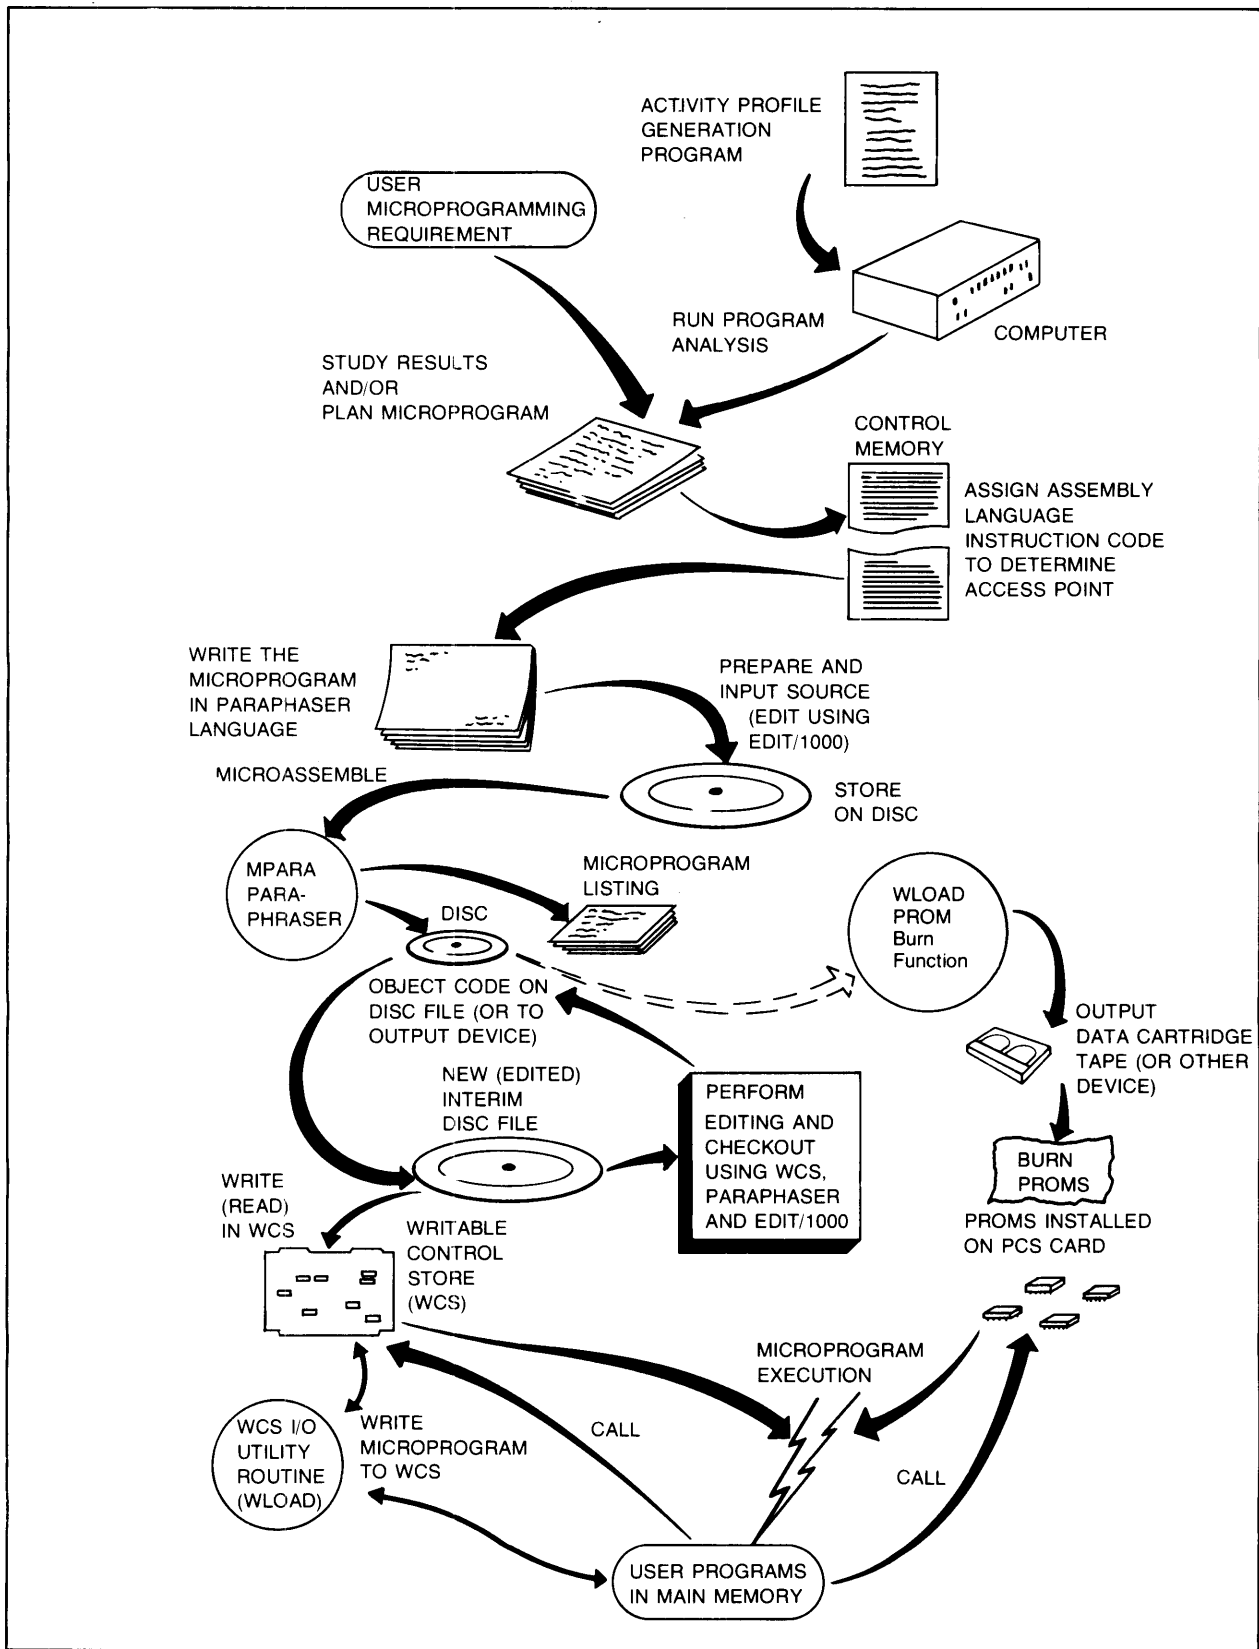 ACTIVITY PROFILE
GENERATION
PROGRAM
USER
MICROPROGRAMMING
REQUIREMENT
RUN PROGRAM
ANALYSIS
COMPUTER
STUDY RESULTS
AND/OR
PLAN MICROPROGRAM
CONTROL
MEMORY
ASSIGN ASSEMBLY
LANGUAGE
INSTRUCTION CODE
TO DETERMINE
ACCESS POINT
WRITE THE
MICROPROGRAM
IN PARAPHASER
LANGUAGE
PREPARE AND
INPUT SOURCE
(EDIT USING
EDIT/1000)
MICROASSEMBLE
STORE
ON DISC
MPARA
PARA-
PHRASER
MICROPROGRAM
LISTING
DISC
WLOAD
PROM
Burn
Function
OBJECT CODE ON
DISC FILE (OR TO
OUTPUT DEVICE)
OUTPUT
DATA CARTRIDGE
TAPE (OR OTHER
DEVICE)
NEW (EDITED)
INTERIM
DISC FILE
PERFORM
EDITING AND
CHECKOUT
USING WCS,
PARAPHASER
AND EDIT/1000
BURN
PROMS
WRITE
(READ)
IN WCS
WRITABLE
CONTROL
STORE
(WCS)
PROMS INSTALLED
ON PCS CARD
MICROPROGRAM
EXECUTION
WCS I/O
UTILITY
ROUTINE
(WLOAD)
WRITE
MICROPROGRAM
TO WCS
CALL
CALL
USER PROGRAMS
IN MAIN MEMORY